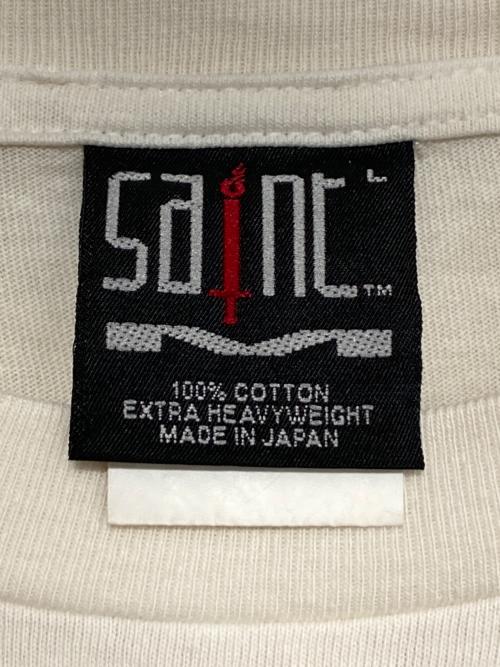 SaInt L
TM
100% COTTON
EXTRA HEAVYWEIGHT
MADE IN JAPAN